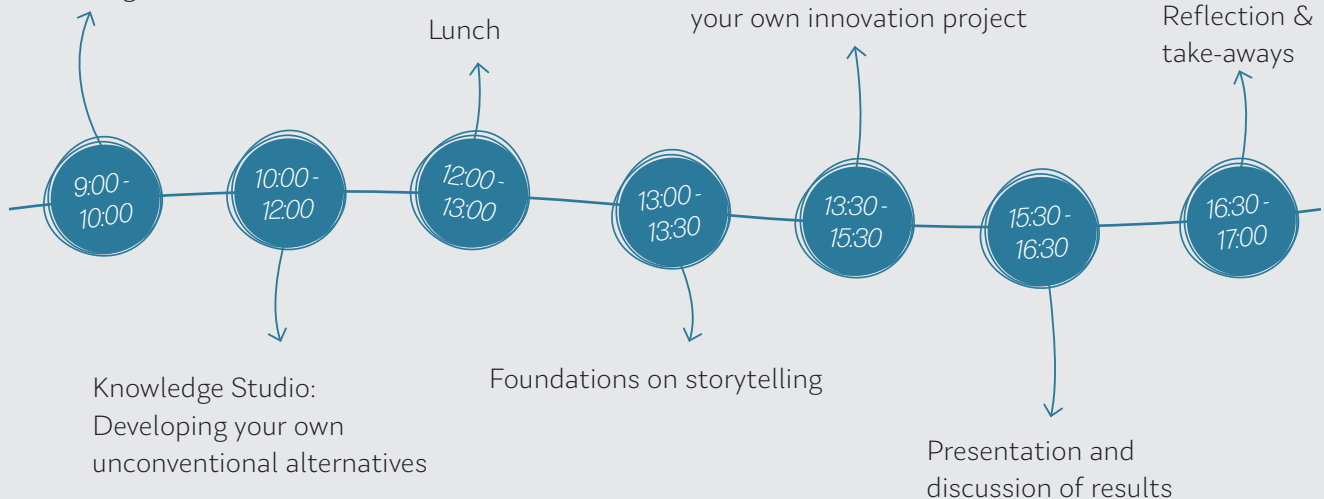 Lunch
your own innovation project
Reflection &
take-aways
9:00 -
10:00
10:00 -
12:00
12:00 -
13:00
13:00 -
13:30
13:30 -
15:30
15:30 -
16:30
16:30 -
17:00
Knowledge Studio:
Developing your own
unconventional alternatives
Foundations on storytelling
Presentation and
discussion of results